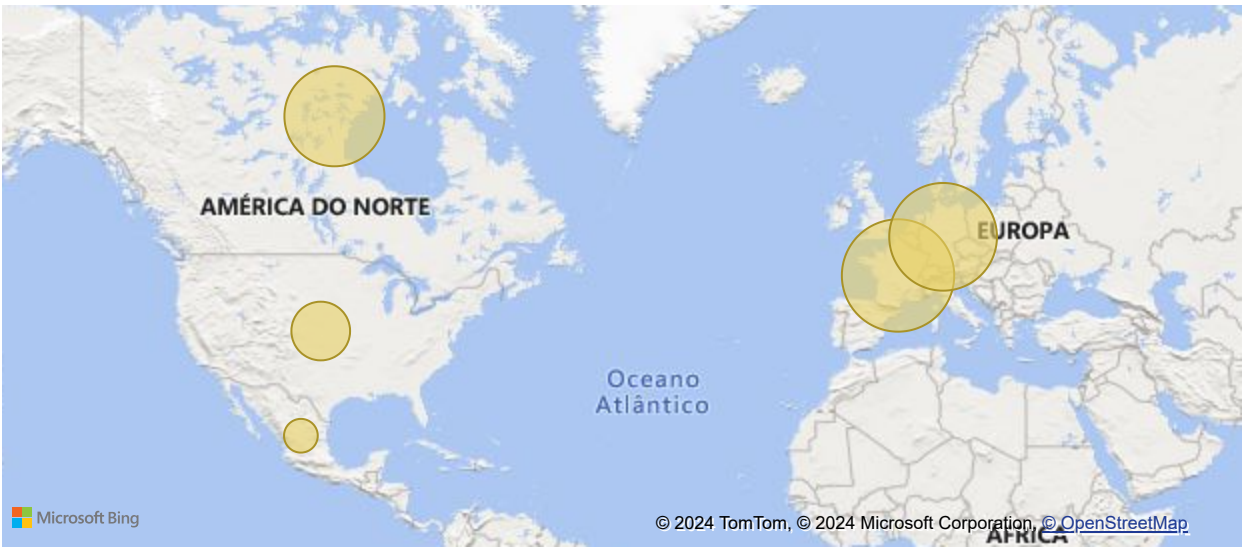 AMÉRICA DO NORTE
EUROPA
Oceano
Atlântico
Microsoft Bing
© 2024 TomTom, © 2024 Microsoft Corporation, © OpenStreetMap
ÁFRICA